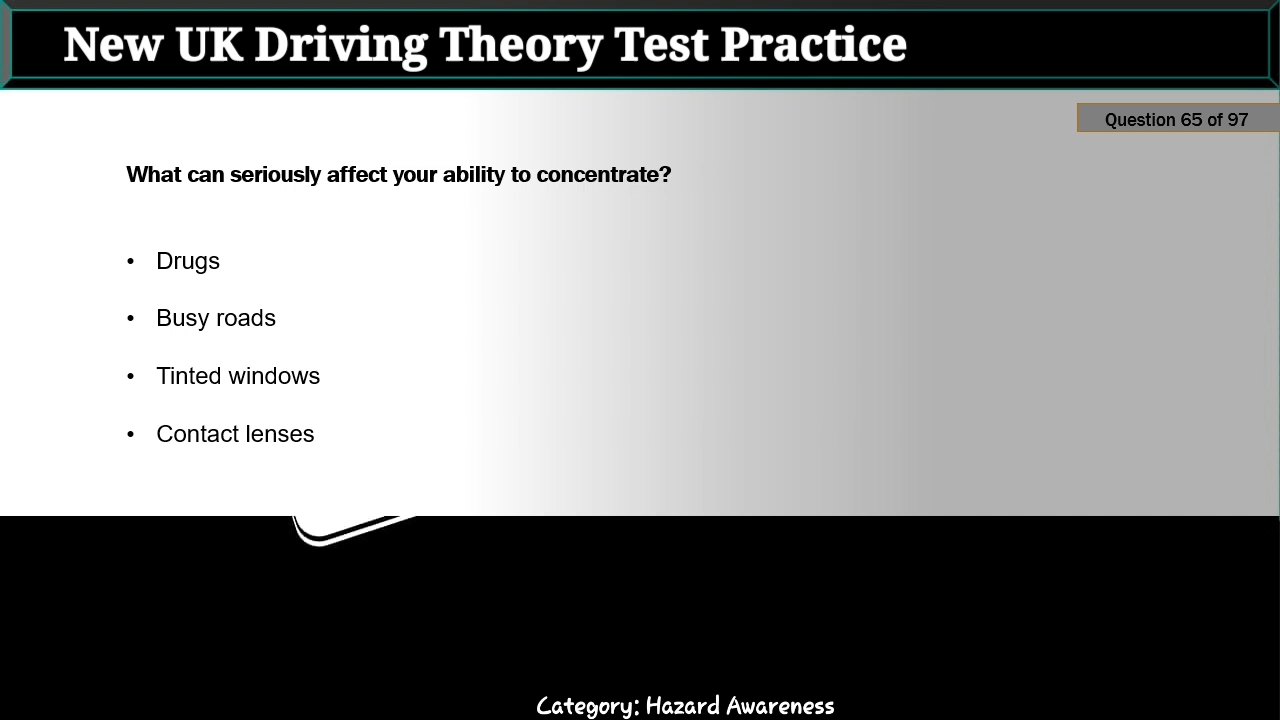 New UK Driving Theory Test Practice
Question 65 of 97
What can seriously affect your ability to concentrate?
• Drugs
• Busy roads
• Tinted windows
• Contact lenses
Category: Hazard Awareness